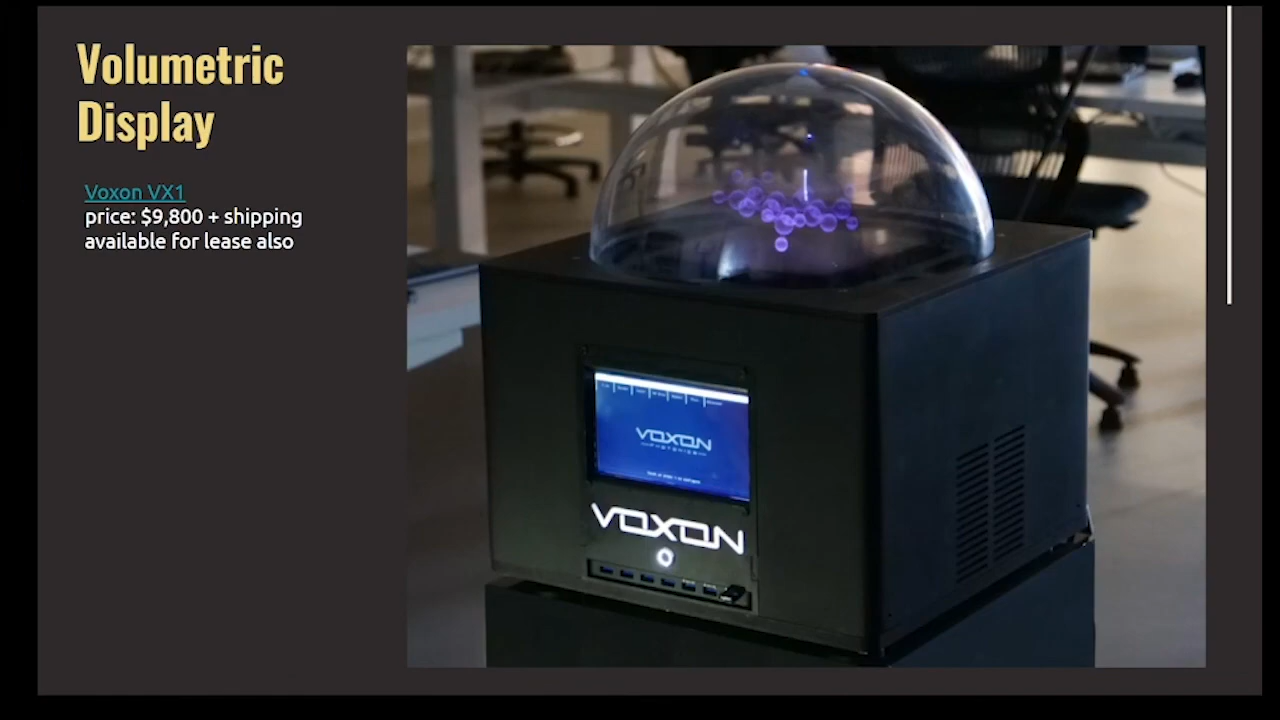 Volumetric
Display
Voxon VX1
price: $9,800 + shipping
available for lease also
VOXON
VOXON